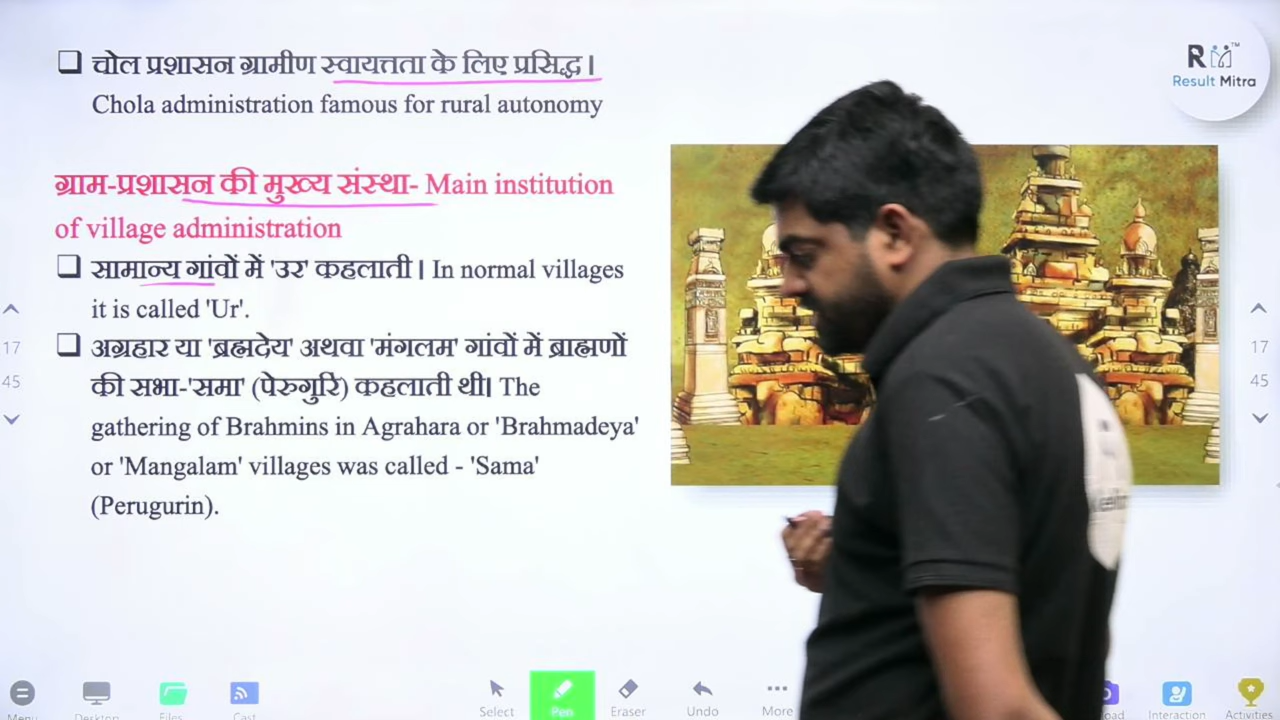 चोल प्रशासन ग्रामीण स्वायत्तता के लिए प्रसिद्ध।
Chola administration famous for rural autonomy
ग्राम-प्रशासन की मुख्य संस्था- Main institution
of village administration
सामान्य गांवों में 'उर' कहलाती। In normal villages
it is called 'Ur'.
अग्रहार या 'ब्रह्मदेय' अथवा 'मंगलम' गांवों में ब्राह्मणों
की सभा-'समा' (पेरुगुरि) कहलाती थी। The
gathering of Brahmins in Agrahara or 'Brahmadeya'
or 'Mangalam' villages was called - 'Sama'
(Perugurin).
Result Mitra
17
45
17
45
Menu
Desktop
Files
Cast
Select
Pen
Eraser
Undo
More
Interaction
Activities